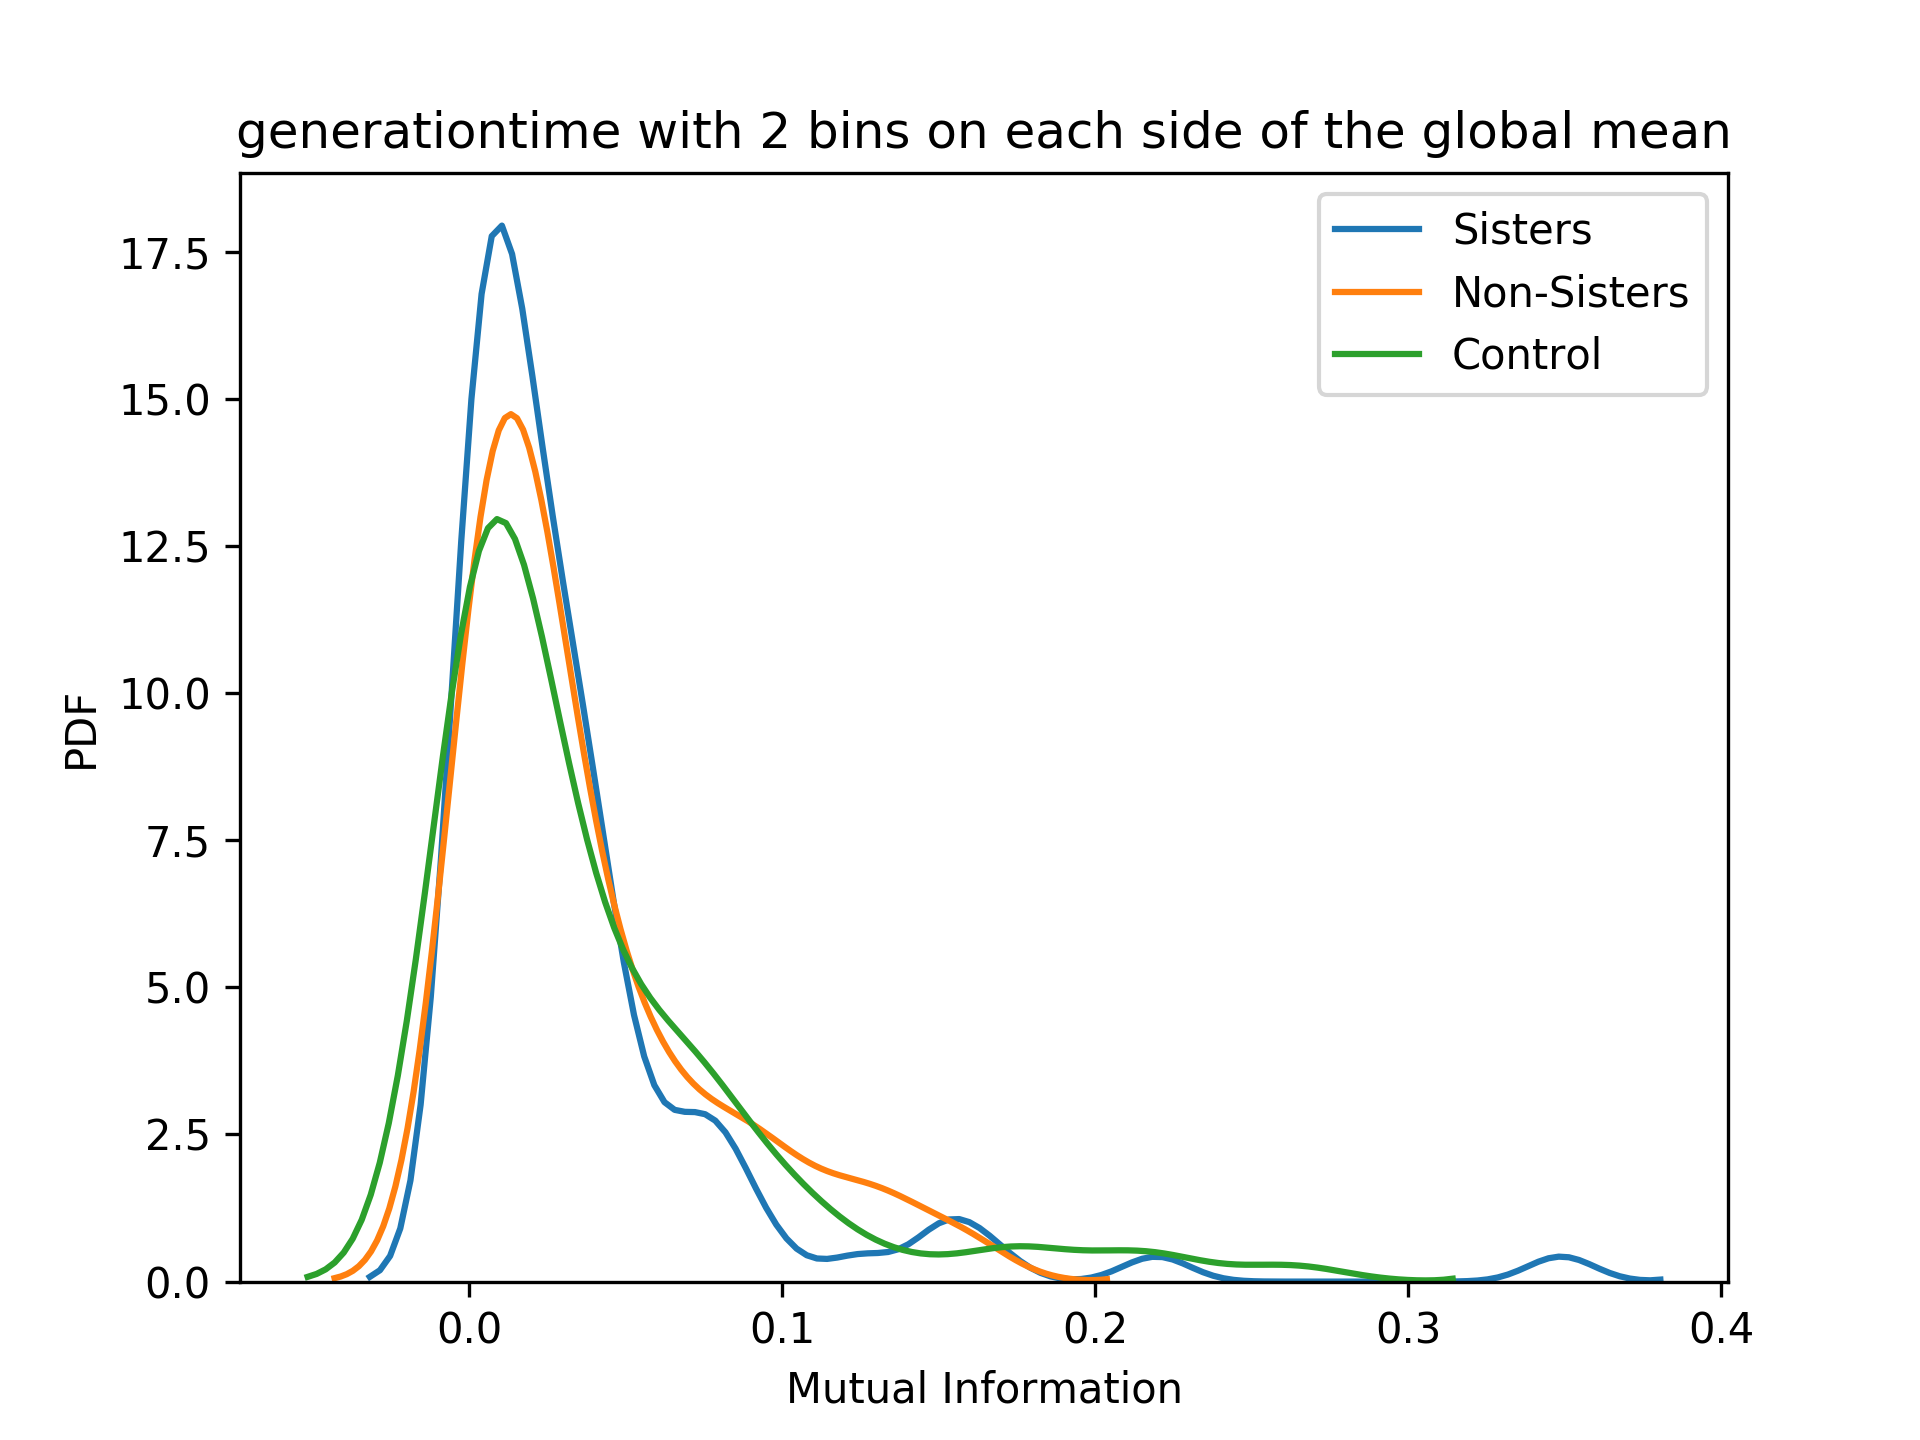 generationtime with 2 bins on each side of the global mean
Sisters
Non-Sisters
Control
17.5
15.0
12.5
10.0
7.5
5.0
2.5
0.0
PDF
0.0 0.1 0.2 0.3 0.4
Mutual Information